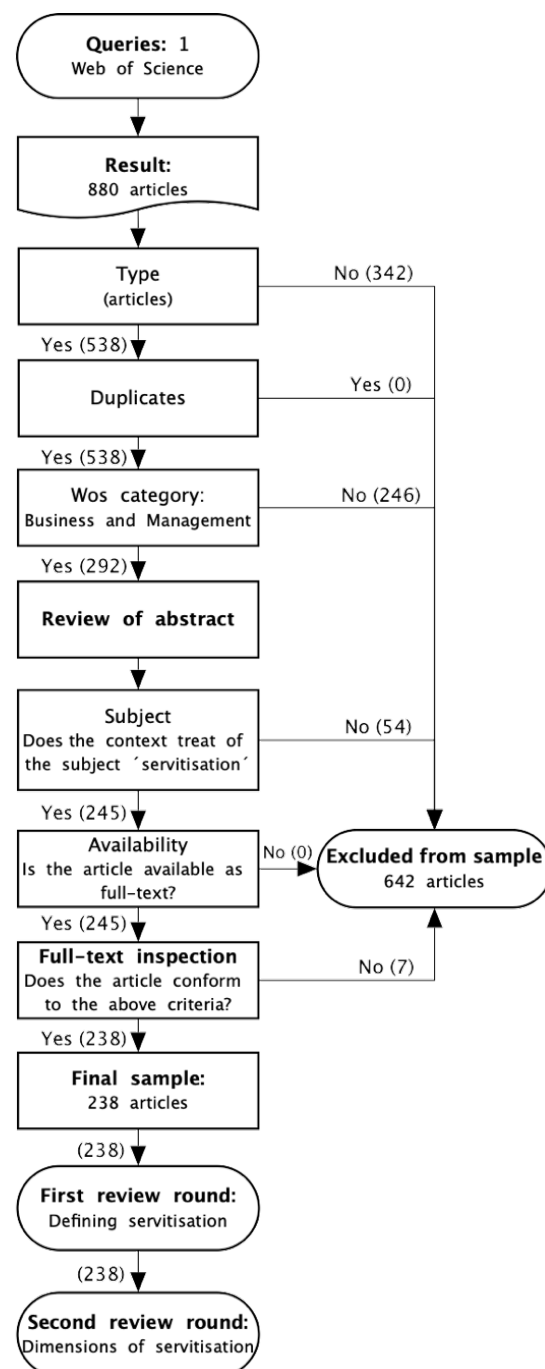 Queries: 1
Web of Science
Result:
880 articles
Type
(articles)
No (342)
Yes (538)
Duplicates
Yes (0)
Yes (538)
Wos category:
Business and Management
No (246)
Yes (292)
Review of abstract
Subject
Does the context treat of
the subject ´servitisation´
No (54)
Yes (245)
Availability
Is the article available as
full-text?
No (0)
Excluded from sample
642 articles
Yes (245)
Full-text inspection
Does the article conform
to the above criteria?
No (7)
Yes (238)
Final sample:
238 articles
(238)
First review round:
Defining servitisation
(238)
Second review round:
Dimensions of servitisation